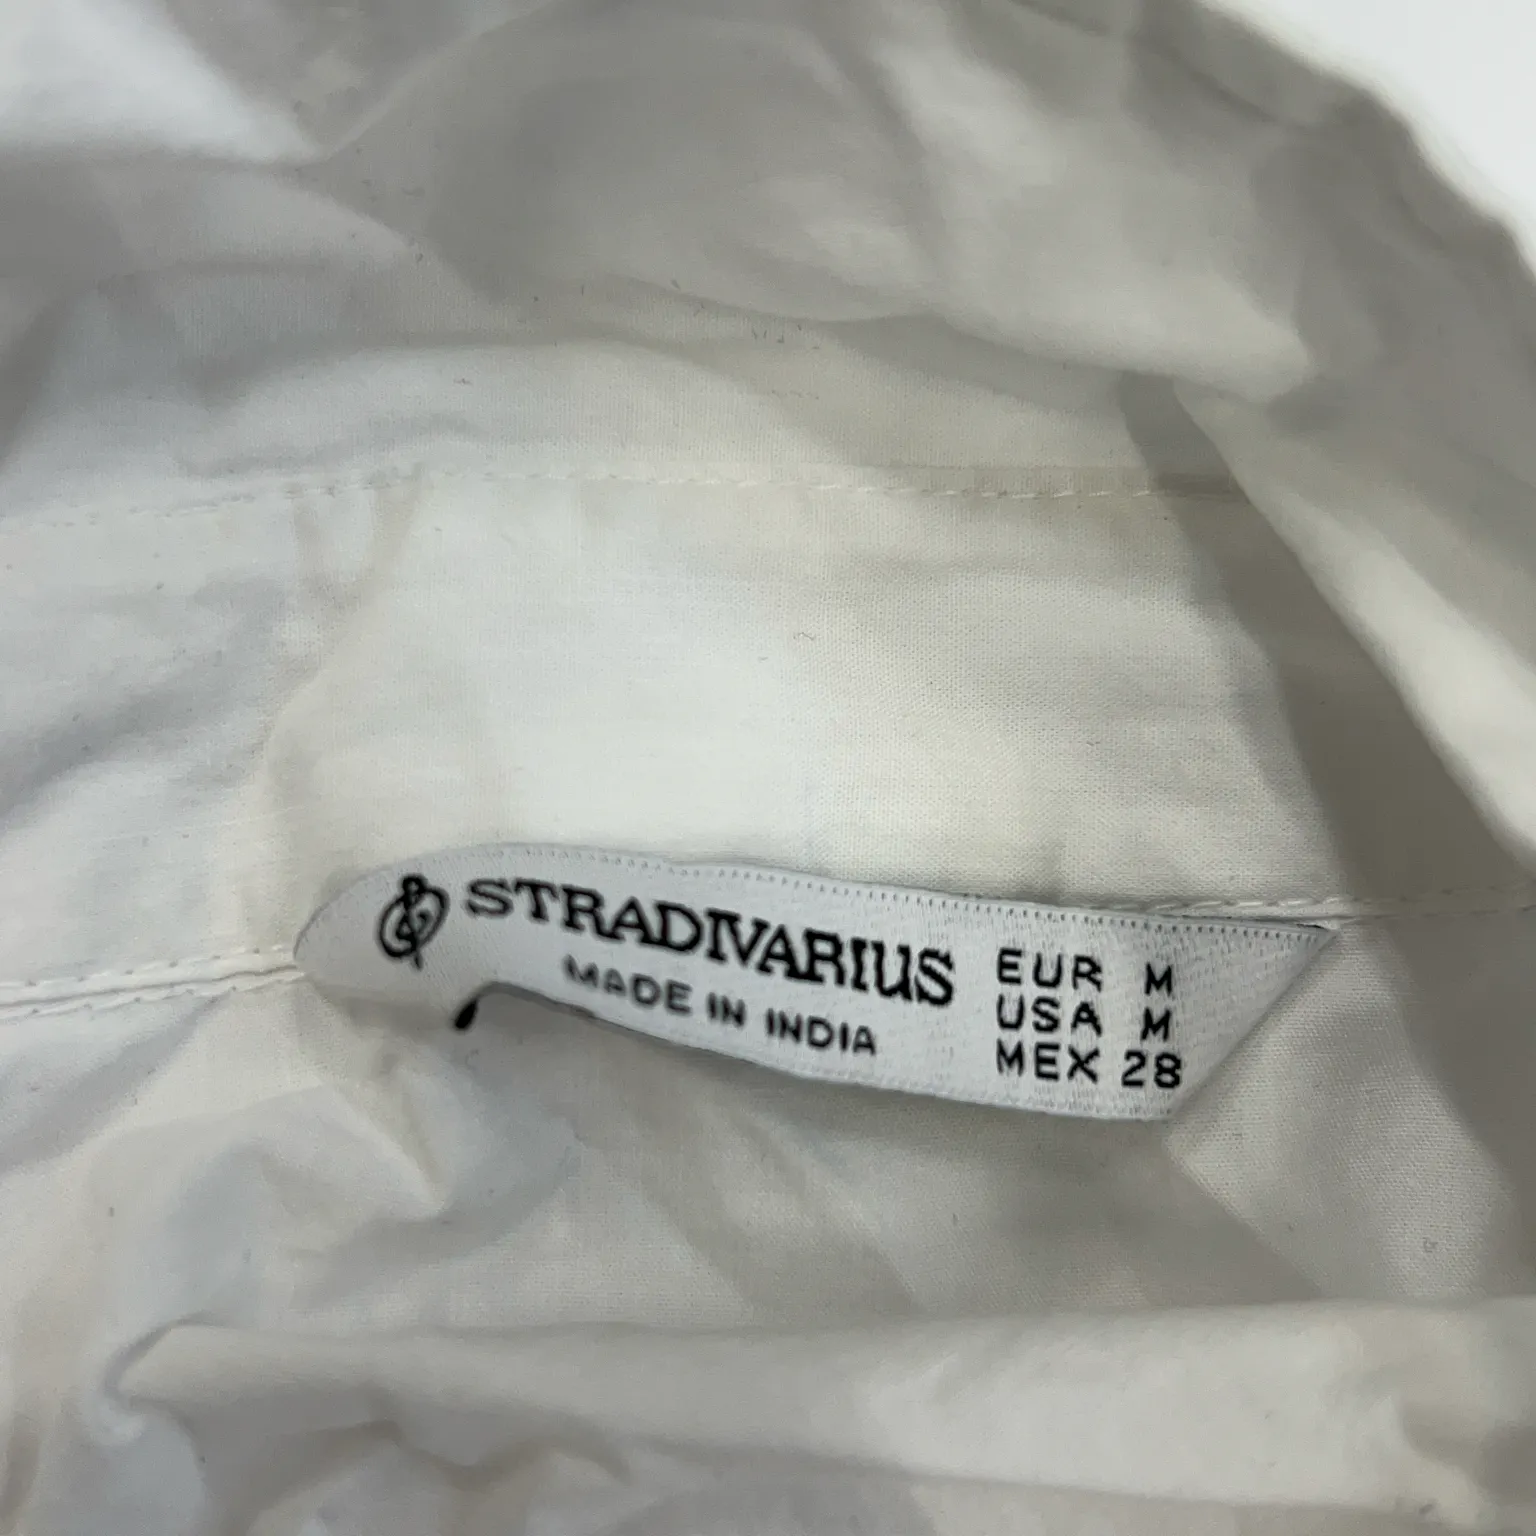 STRADIVARIUS
MADE IN INDIA
EUR M
USA M
MEX 28